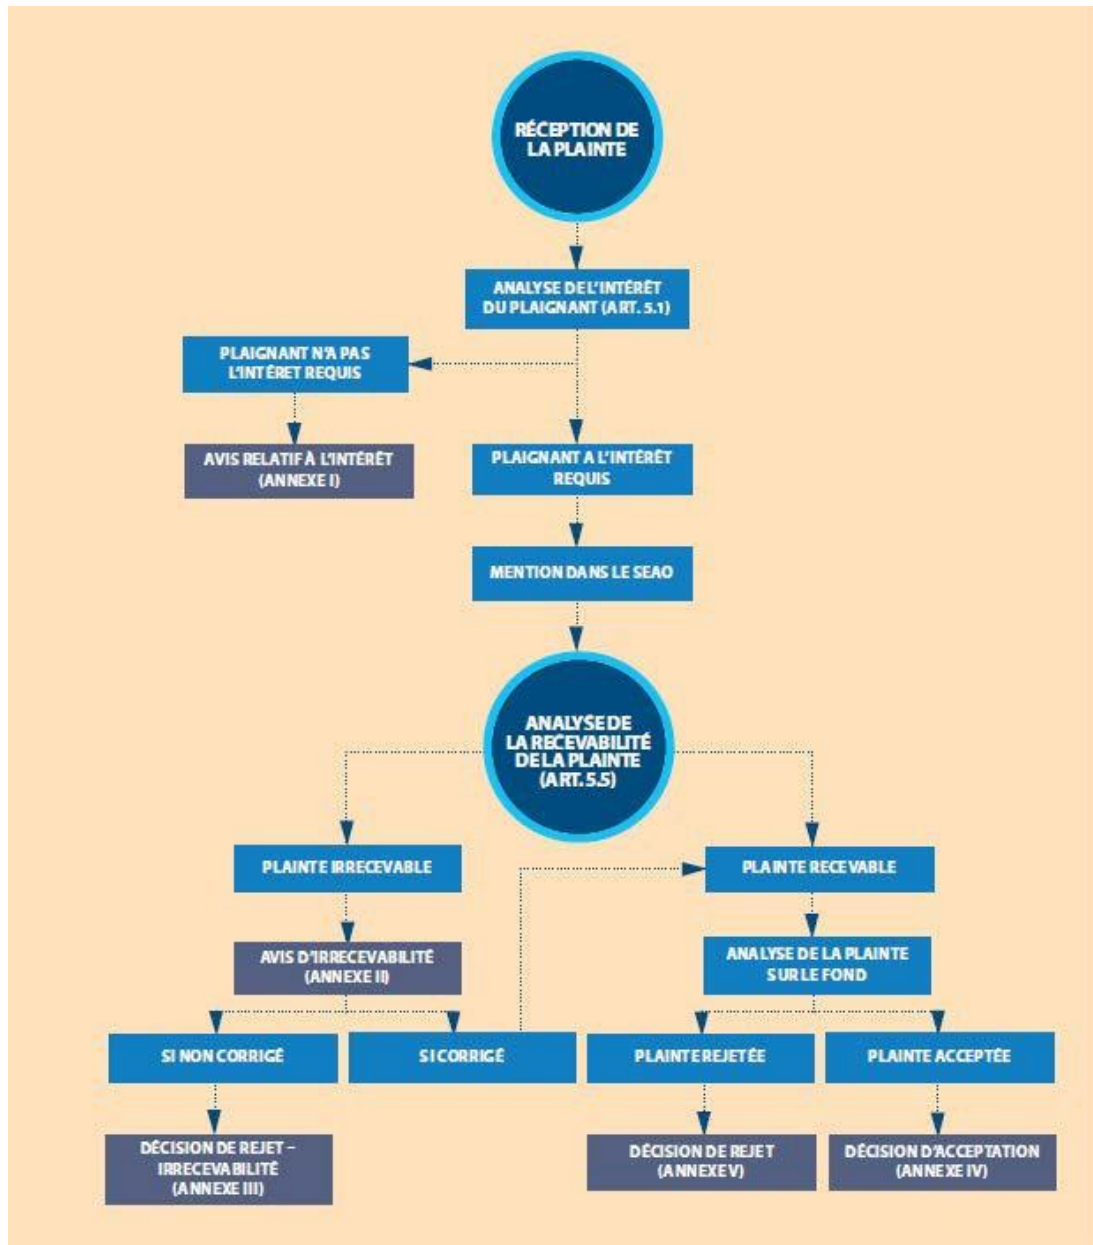 RÉCEPTION DE
LA PLAINTE
ANALYSE DE L'INTÉRÊT
DU PLAIGNANT (ART. 5.1)
PLAIGNANT N'A PAS
L'INTÉRET REQUIS
AVIS RELATIF À L'INTÉRÊT
(ANNEXE I)
PLAIGNANT A L'INTÉRÊT
REQUIS
MENTION DANS LE SEAO
ANALYSE DE
LA RECEVABILITÉ
DE LA PLAINTE
(ART. 5.5)
PLAINTE IRRECEVABLE
PLAINTE RECEVABLE
AVIS D'IRRECEVABILITÉ
(ANNEXE II)
ANALYSE DE LA PLAINTE
SUR LE FOND
SI NON CORRIGÉ
SI CORRIGÉ
PLAINTE REJETÉE
PLAINTE ACCEPTÉE
DÉCISION DE REJET –
IRRECEVABILITÉ
(ANNEXE III)
DÉCISION DE REJET
(ANNEXE V)
DÉCISION D'ACCEPTATION
(ANNEXE IV)